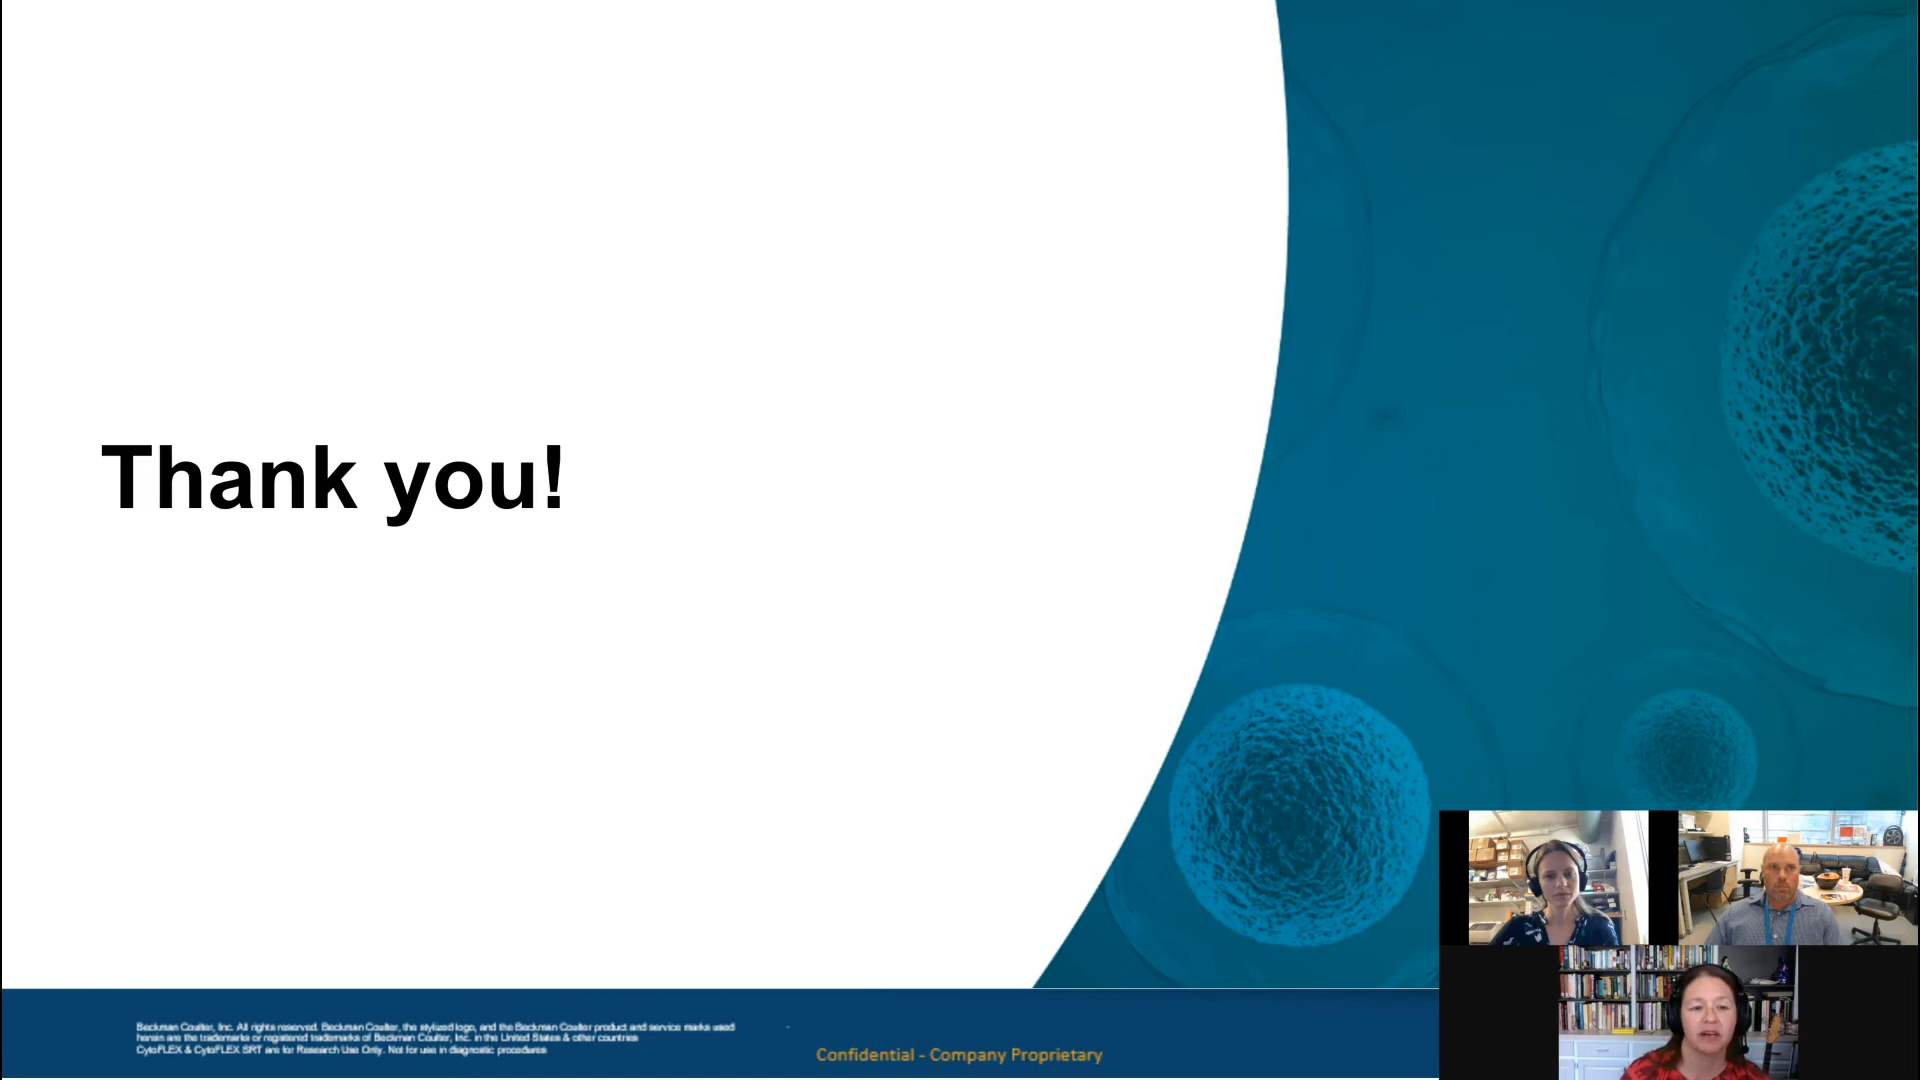 Thank you!
Beckman Coulter, Inc. All rights reserved. Beckman Coulter, the stylized logo, and the Beckman Coulter product and service marks used
herein are the trademarks or registered trademarks of Beckman Coulter, Inc. in the United States & other countries
CytoFLEX & CytoFLEX SRT are for Research Use Only. Not for use in diagnostic procedures
Confidential - Company Proprietary